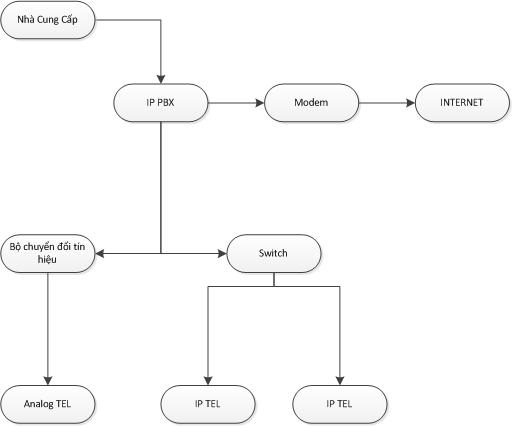 Nhà Cung Cấp
IP PBX
Modem
INTERNET
Bộ chuyển đổi tín
hiệu
Switch
Analog TEL
IP TEL
IP TEL